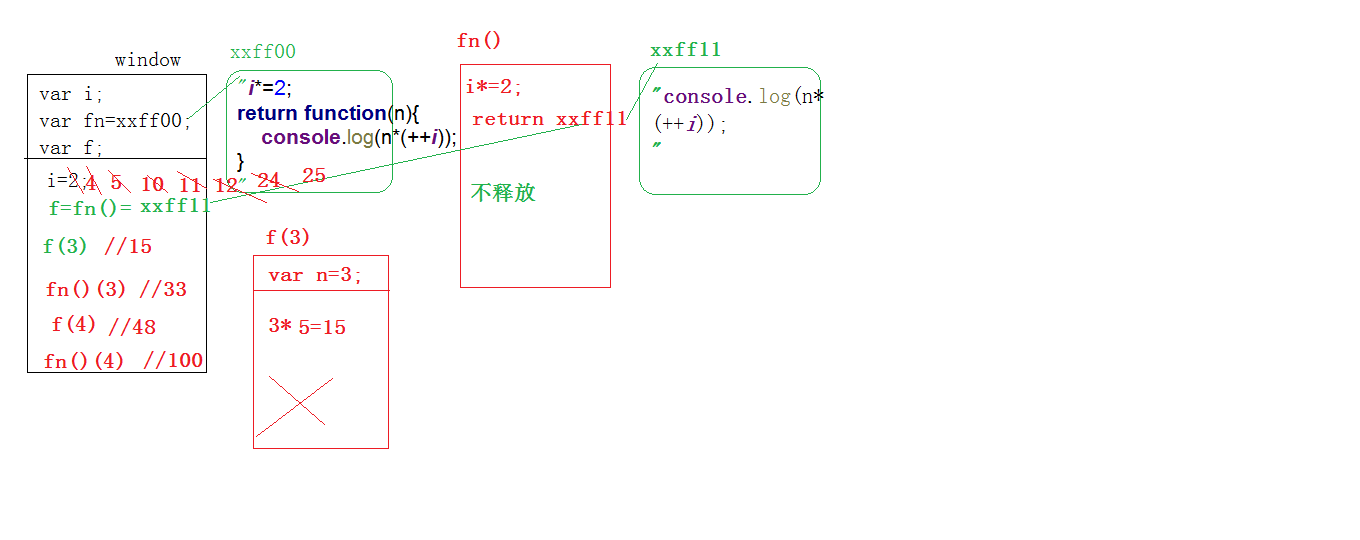 window
var i;
var fn=xxff00;
var f;
i=2; 4 5 10 11 12 24 25
f=fn()= xxff11
f(3) //15
fn()(3) //33
f(4) //48
fn()(4) //100
xxff00
"i*=2;
return function(n){
console.log(n*(++i));
}
"
f(3)
var n=3;
3* 5=15
fn()
i*=2;
return xxff11
不释放
xxff11
"console.log(n*
(++i));
"